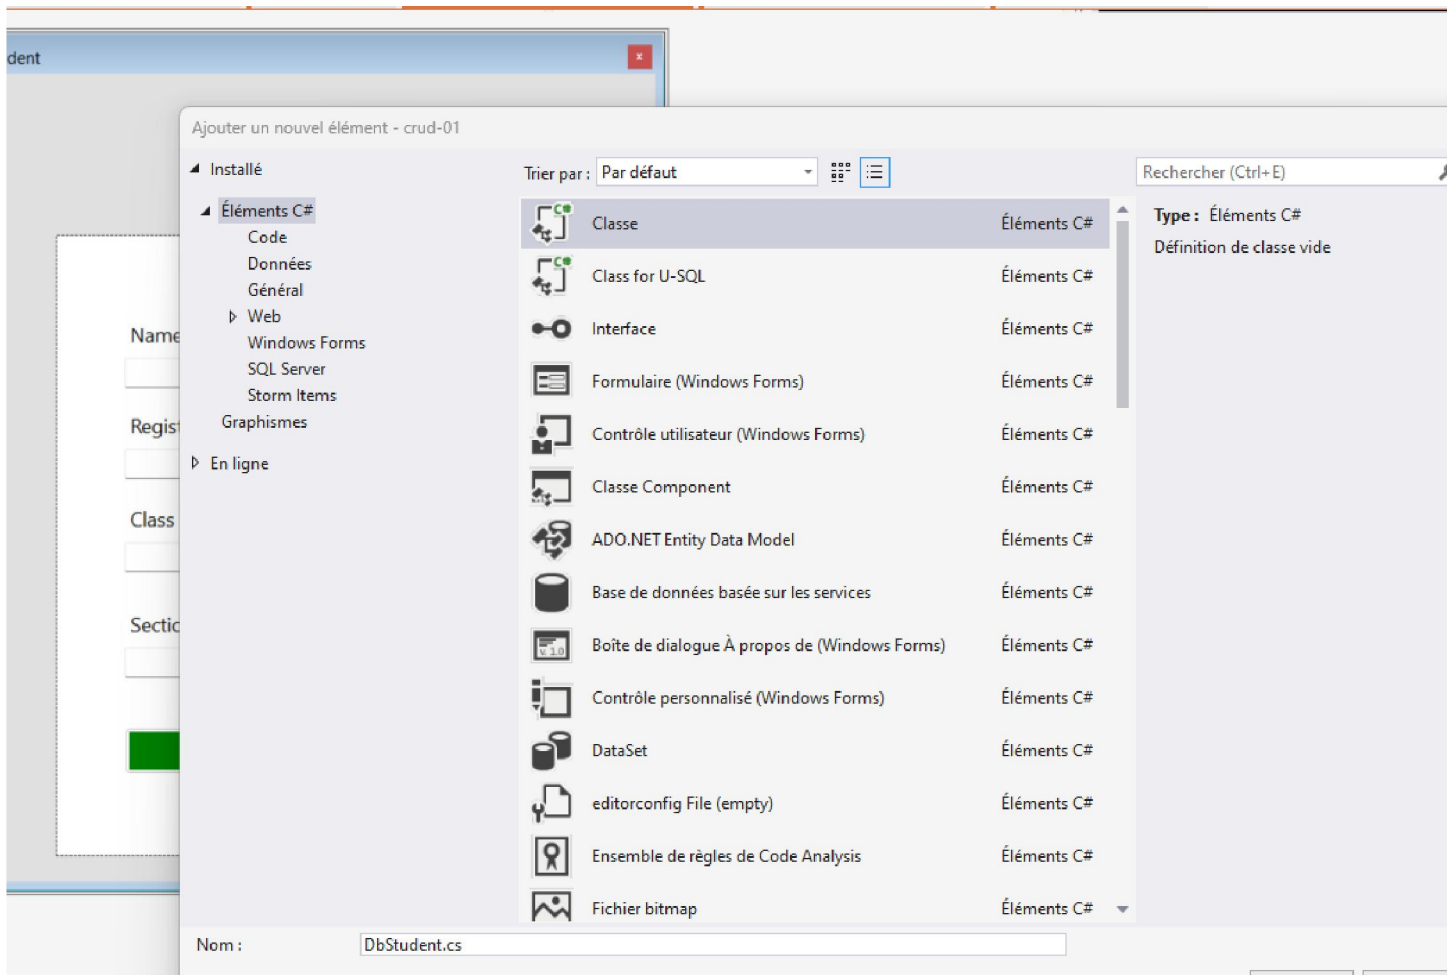 dent
Ajouter un nouvel élément - crud-01
Installé
Éléments C#
Code
Données
Général
Web
Windows Forms
SQL Server
Storm Items
Graphismes
En ligne
Trier par : Par défaut
Classe Éléments C#
Class for U-SQL Éléments C#
Interface Éléments C#
Formulaire (Windows Forms) Éléments C#
Contrôle utilisateur (Windows Forms) Éléments C#
Classe Component Éléments C#
ADO.NET Entity Data Model Éléments C#
Base de données basée sur les services Éléments C#
Boîte de dialogue À propos de (Windows Forms) Éléments C#
Contrôle personnalisé (Windows Forms) Éléments C#
DataSet Éléments C#
editorconfig File (empty) Éléments C#
Ensemble de règles de Code Analysis Éléments C#
Fichier bitmap Éléments C#
Rechercher (Ctrl+E)
Type : Éléments C#
Définition de classe vide
Name
Regist
Class
Sectic
Nom : DbStudent.cs